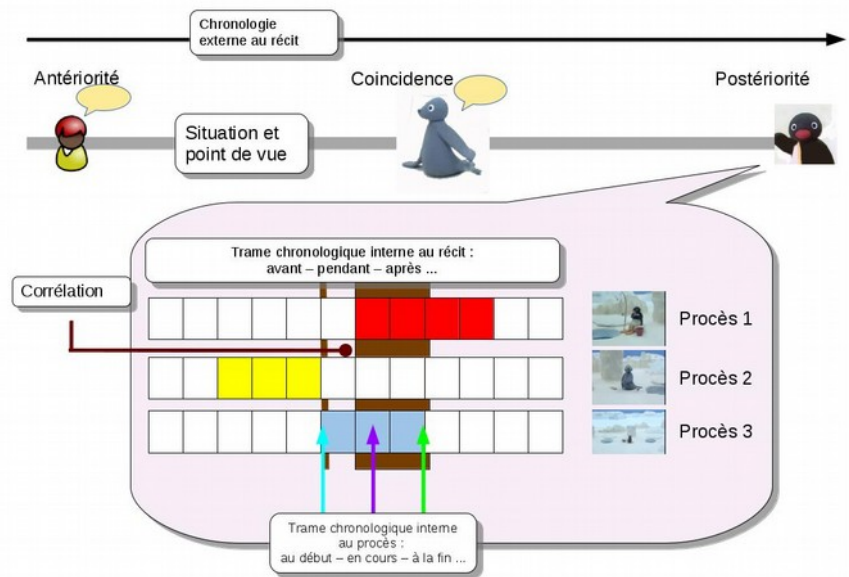 Chronologie
externe au récit
Antériorité
Coincidence
Postériorité
Situation et
point de vue
Trame chronologique interne au récit :
avant – pendant – après ...
Corrélation
Procès 1
Procès 2
Procès 3
Trame chronologique interne
au procès :
au début – en cours – à la fin ...